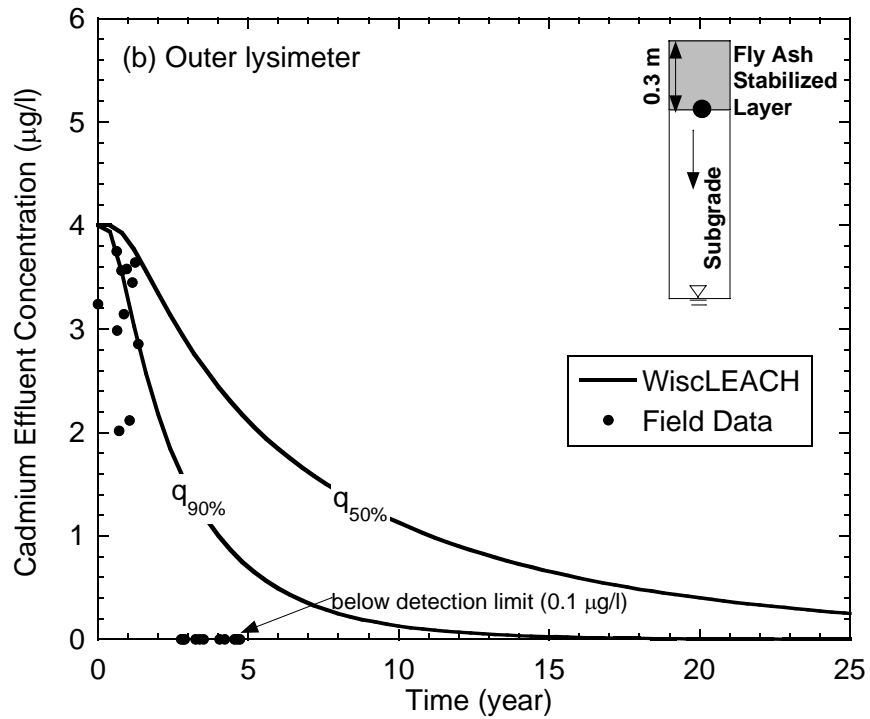 (b) Outer lysimeter
Fly Ash
Stabilized
Layer
0.3 m
Subgrade
WiscLEACH
Field Data
q90%
q50%
below detection limit (0.1 μg/l)
Cadmium Effluent Concentration (μg/l)
6
5
4
3
2
1
0
0 5 10 15 20 25
Time (year)